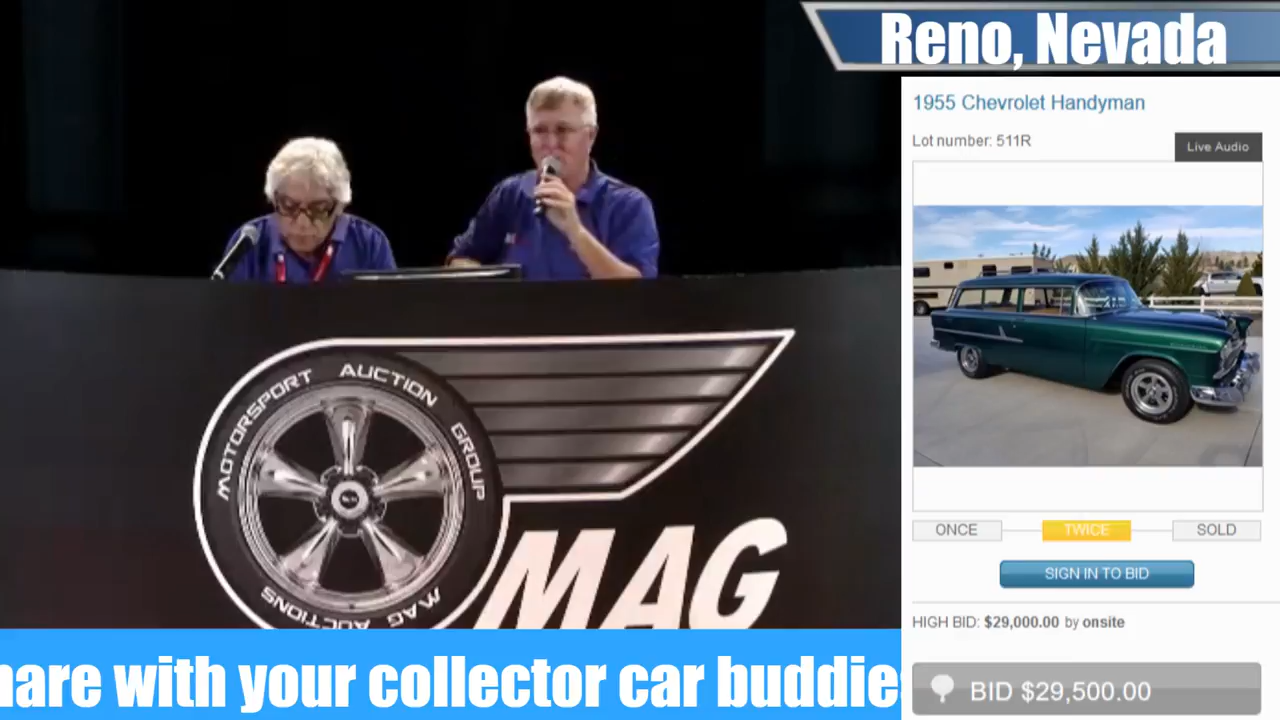 Reno, Nevada
1955 Chevrolet Handyman
Lot number: 511R
Live Audio
MOTORSPORT AUCTION GROUP
MAG AUCTIONS
MAG
ONCE
TWICE
SOLD
SIGN IN TO BID
HIGH BID: $29,000.00 by onsite
BID $29,500.00
hare with your collector car buddies